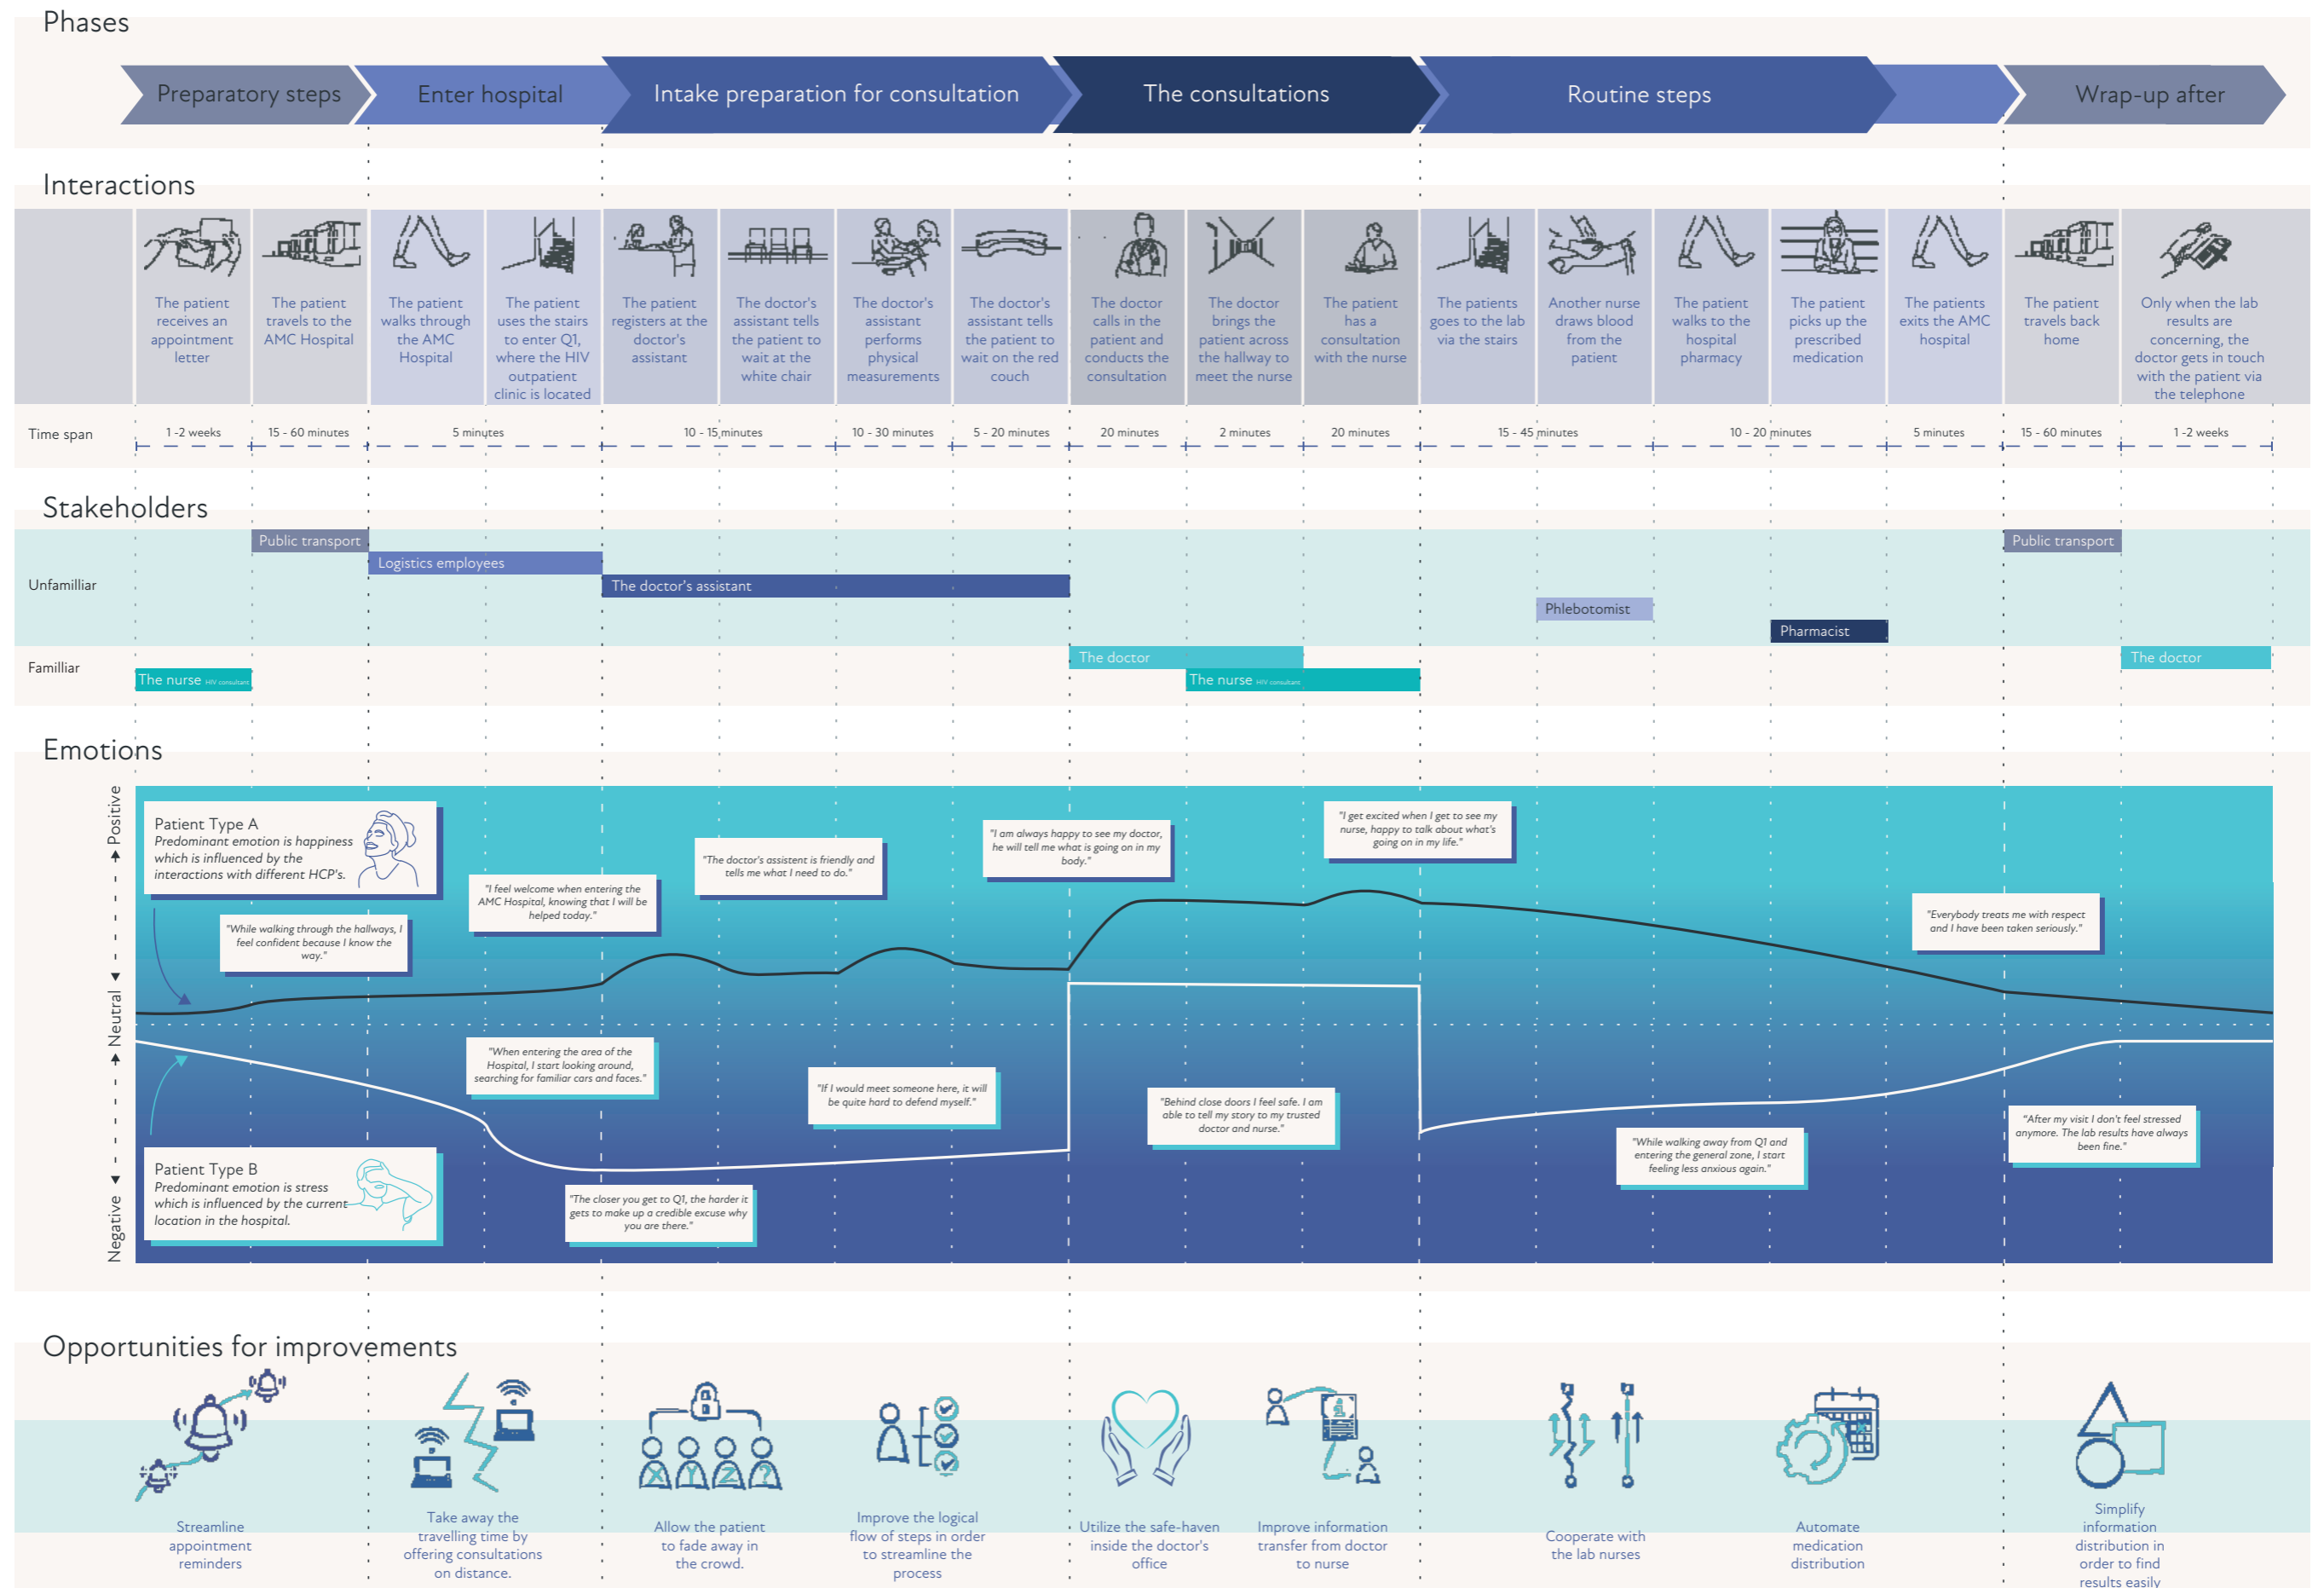 Phases
Preparatory steps
Enter hospital
Intake preparation for consultation
The consultations
Routine steps
Wrap-up after
Interactions
The patient
receives an
appointment
letter
The patient
travels to the
AMC Hospital
The patient
walks through
the AMC
Hospital
The patient
uses the stairs
to enter Q1,
where the HIV
outpatient
clinic is located
The patient
registers at the
doctor's
assistant
The doctor's
assistant tells
the patient to
wait at the
white chair
The doctor's
assistant
performs
physical
measurements
The doctor's
assistant tells
the patient to
wait on the red
couch
The doctor
calls in the
patient and
conducts the
consultation
The doctor
brings the
patient across
the hallway to
meet the nurse
The patient
has a
consultation
with the nurse
The patients
goes to the lab
via the stairs
Another nurse
draws blood
from the
patient
The patient
walks to the
hospital
pharmacy
The patient
picks up the
prescribed
medication
The patients
exits the AMC
hospital
The patient
travels back
home
Only when the lab
results are
concerning, the
doctor gets in touch
with the patient via
the telephone
Time span
1 -2 weeks
15 - 60 minutes
5 minutes
10 - 15 minutes
10 - 30 minutes
5 - 20 minutes
20 minutes
2 minutes
20 minutes
15 - 45 minutes
10 - 20 minutes
5 minutes
15 - 60 minutes
1 -2 weeks
Stakeholders
Unfamilliar
Public transport
Logistics employees
The doctor's assistant
Phlebotomist
Pharmacist
Public transport
Familliar
The nurse HIV consultant
The doctor
The nurse HIV consultant
The doctor
Emotions
Positive
Neutral
Negative
Patient Type A
Predominant emotion is happiness
which is influenced by the
interactions with different HCP's.
"While walking through the hallways, I
feel confident because I know the
way."
"I feel welcome when entering the
AMC Hospital, knowing that I will be
helped today."
"The doctor's assistent is friendly and
tells me what I need to do."
"I am always happy to see my doctor,
he will tell me what is going on in my
body."
"I get excited when I get to see my
nurse, happy to talk about what's
going on in my life."
"Everybody treats me with respect
and I have been taken seriously."
Patient Type B
Predominant emotion is stress
which is influenced by the current
location in the hospital.
"When entering the area of the
Hospital, I start looking around,
searching for familiar cars and faces."
"The closer you get to Q1, the harder it
gets to make up a credible excuse why
you are there."
"If I would meet someone here, it will
be quite hard to defend myself."
"Behind close doors I feel safe. I am
able to tell my story to my trusted
doctor and nurse."
"While walking away from Q1 and
entering the general zone, I start
feeling less anxious again."
"After my visit I don't feel stressed
anymore. The lab results have always
been fine."
Opportunities for improvements
X Y Z ?
Streamline
appointment
reminders
Take away the
travelling time by
offering consultations
on distance.
Allow the patient
to fade away in
the crowd.
Improve the logical
flow of steps in order
to streamline the
process
Utilize the safe-haven
inside the doctor's
office
Improve information
transfer from doctor
to nurse
Cooperate with
the lab nurses
Automate
medication
distribution
Simplify
information
distribution in
order to find
results easily